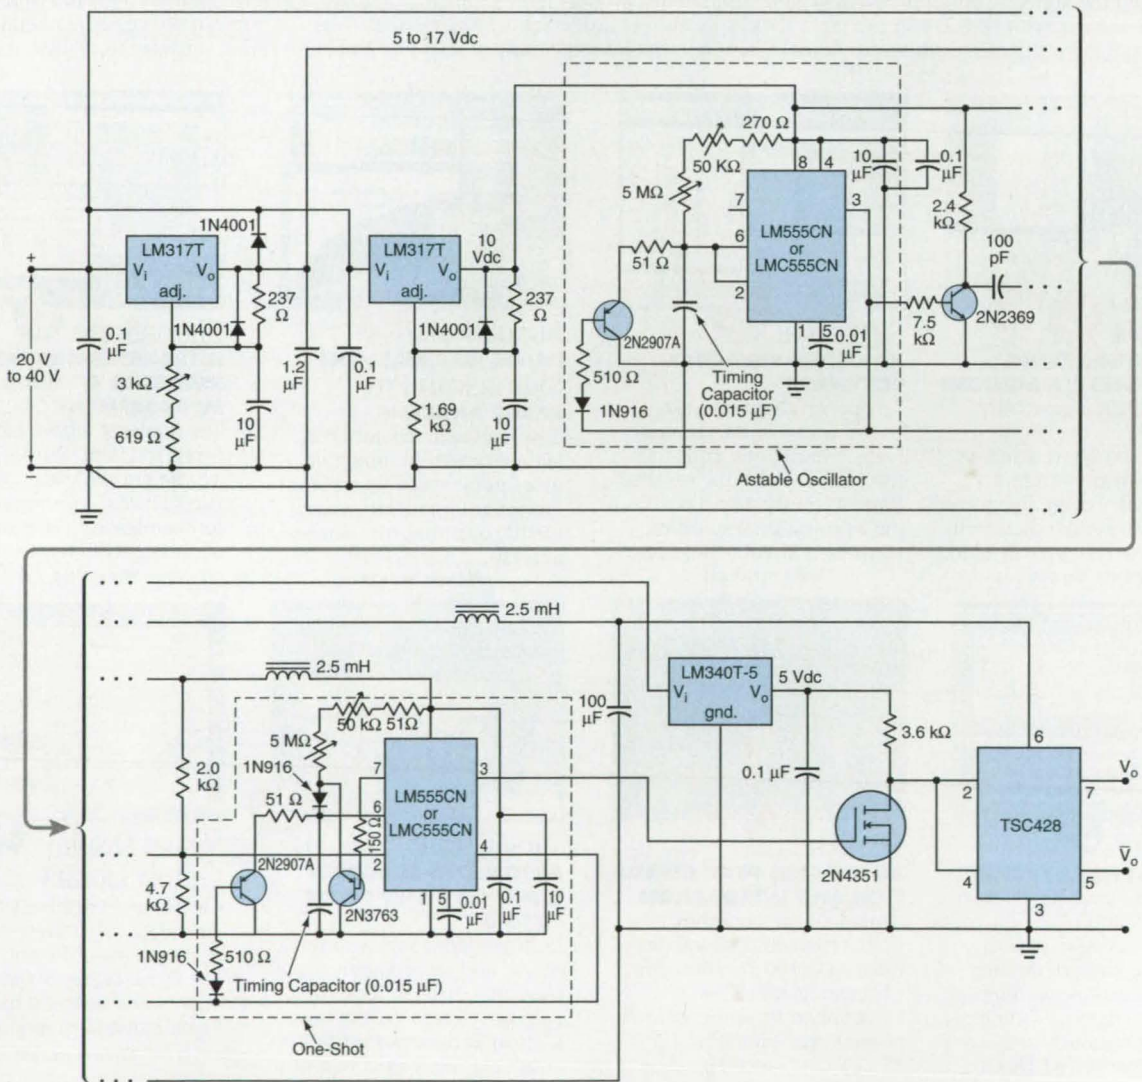 5 to 17 Vdc
270 Ω
50 KΩ
5 MΩ
8
4
10
μF
0.1
μF
7
LM555CN
or
LMC555CN
3
6
2
1
5
0.01
μF
51 Ω
2N2907A
510 Ω
1N916
Timing
Capacitor
(0.015 μF)
Astable Oscillator
2.4
kΩ
100
pF
7.5
kΩ
2N2369
1N4001
LM317T
Vi
Vo
adj.
10
Vdc
LM317T
Vi
Vo
adj.
+
20 V
to 40 V
−
0.1
μF
1N4001
237
Ω
3 kΩ
619 Ω
10
μF
1.2
μF
0.1
μF
1N4001
237
Ω
1.69
kΩ
10
μF
2.5 mH
2.5 mH
LM340T-5
Vi
Vo
gnd.
5 Vdc
100
μF
0.1 μF
3.6 kΩ
50 kΩ
51Ω
5 MΩ
1N916
2.0
kΩ
51 Ω
7
LM555CN
or
LMC555CN
3
6
2
4
1
5
150 Ω
2N2907A
2N3763
0.01
μF
0.1
μF
10
μF
4.7
kΩ
1N916
510 Ω
Timing Capacitor (0.015 μF)
One-Shot
2N4351
6
2
7
TSC428
4
5
3
Vo
V̅o